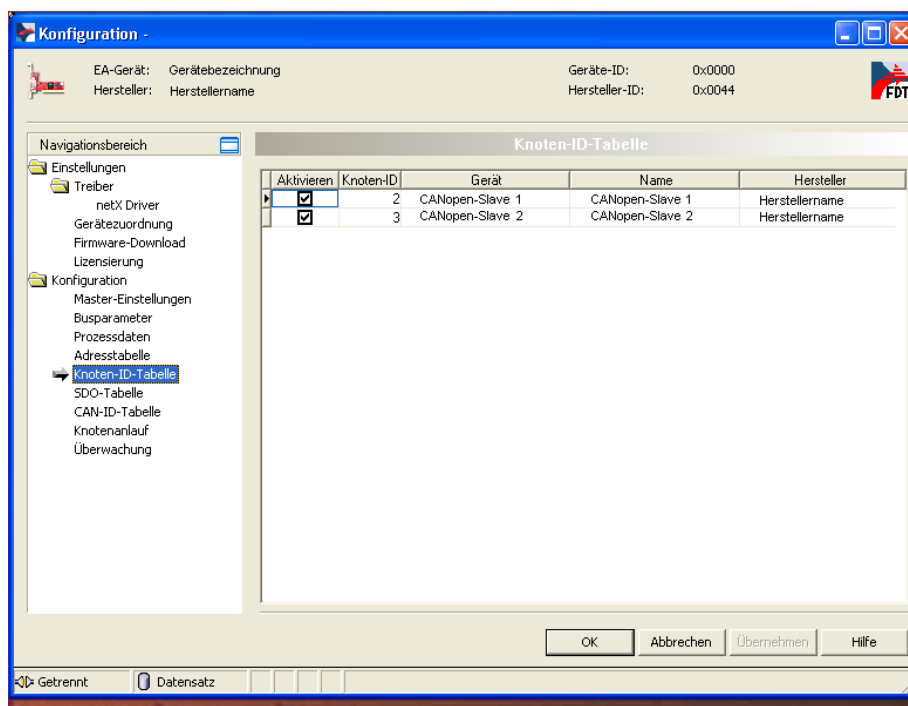 Konfiguration -
EA-Gerät: Gerätebezeichnung Geräte-ID: 0x0000
Hersteller: Herstellername Hersteller-ID: 0x0044
FDT
Navigationsbereich
Einstellungen
Treiber
netX Driver
Gerätezuordnung
Firmware-Download
Lizensierung
Konfiguration
Master-Einstellungen
Busparameter
Prozessdaten
Adresstabelle
Knoten-ID-Tabelle
SDO-Tabelle
CAN-ID-Tabelle
Knotenanlauf
Überwachung
Knoten-ID-Tabelle
Aktivieren Knoten-ID Gerät Name Hersteller
2 CANopen-Slave 1 CANopen-Slave 1 Herstellername
3 CANopen-Slave 2 CANopen-Slave 2 Herstellername
OK Abbrechen Übernehmen Hilfe
Getrennt Datensatz